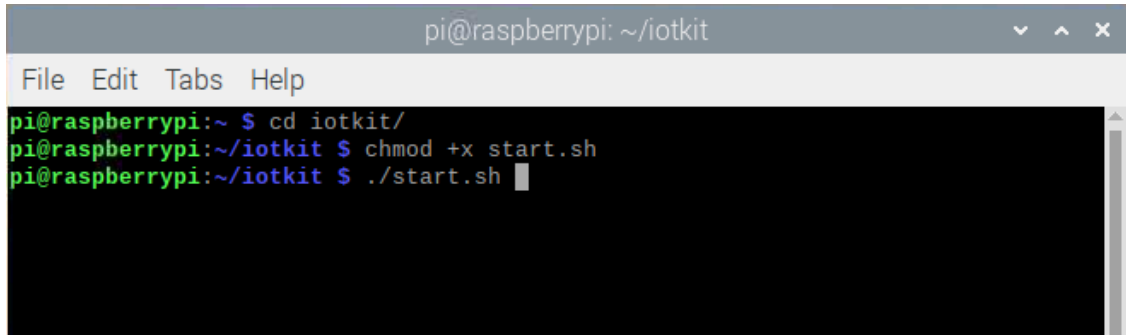 pi@raspberrypi: ~/iotkit
File Edit Tabs Help
pi@raspberrypi:~ $ cd iotkit/
pi@raspberrypi:~/iotkit $ chmod +x start.sh
pi@raspberrypi:~/iotkit $ ./start.sh